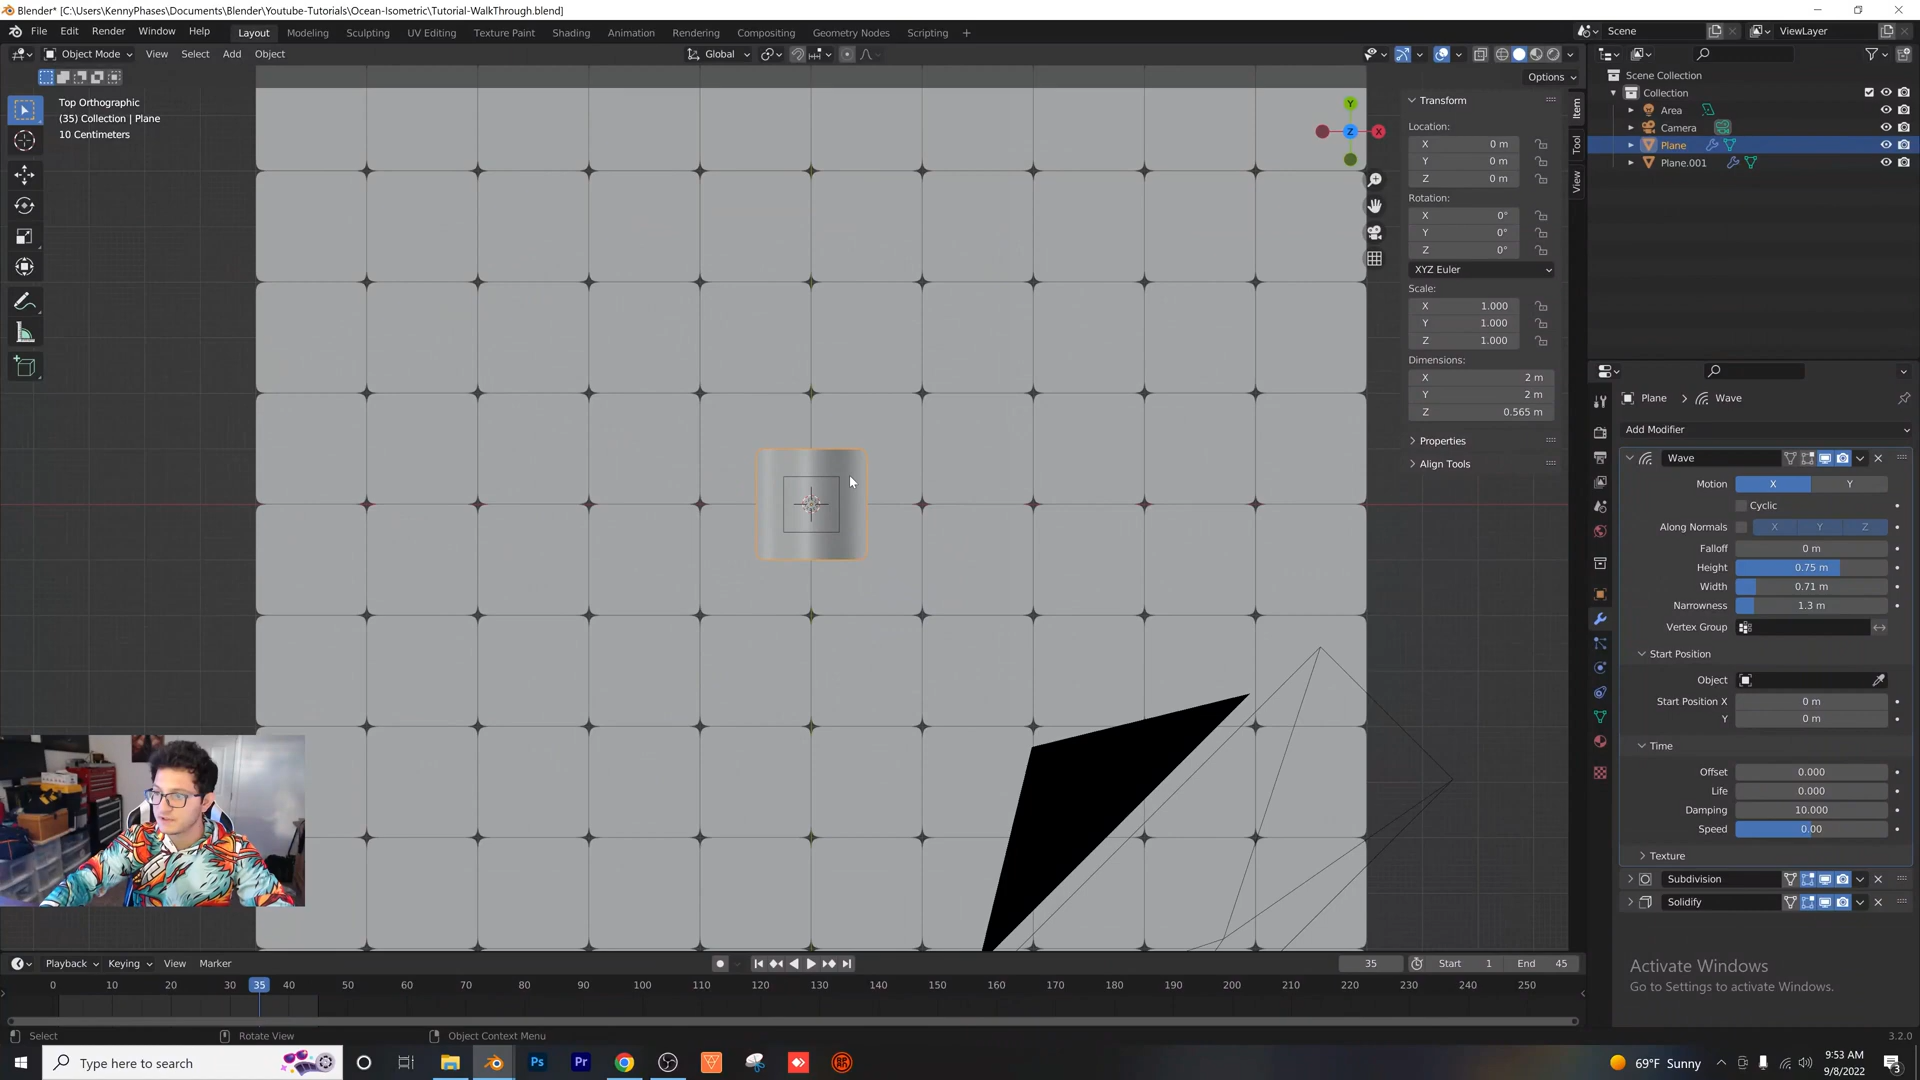 Blender* [C:\Users\KennyPhases\Documents\Blender\Youtube-Tutorials\Ocean-Isometric\Tutorial-WalkThrough.blend]
File Edit Render Window Help Layout Modeling Sculpting UV Editing Texture Paint Shading Animation Rendering Compositing Geometry Nodes Scripting + Scene ViewLayer
Object Mode View Select Add Object Global
Options
Top Orthographic
(35) Collection | Plane
10 Centimeters
Y
Z
X
Item
Tool
View
Transform
Location:
X 0 m
Y 0 m
Z 0 m
Rotation:
X 0°
Y 0°
Z 0°
XYZ Euler
Scale:
X 1.000
Y 1.000
Z 1.000
Dimensions:
X 2 m
Y 2 m
Z 0.565 m
Properties
Align Tools
Scene Collection
Collection
Area
Camera
Plane
Plane.001
Plane > Wave
Add Modifier
Wave
Motion X Y
Cyclic
Along Normals X Y Z
Falloff 0 m
Height 0.75 m
Width 0.71 m
Narrowness 1.3 m
Vertex Group
Start Position
Object
Start Position X 0 m
Y 0 m
Time
Offset 0.000
Life 0.000
Damping 10.000
Speed 0.00
Texture
Subdivision
Solidify
Activate Windows
Go to Settings to activate Windows.
Playback Keying View Marker 35 Start 1 End 45
0 10 20 30 35 40 50 60 70 80 90 100 110 120 130 140 150 160 170 180 190 200 210 220 230 240 250
Select Rotate View Object Context Menu 3.2.0
Type here to search Ps Pr 69°F Sunny 9:53 AM
9/8/2022 3